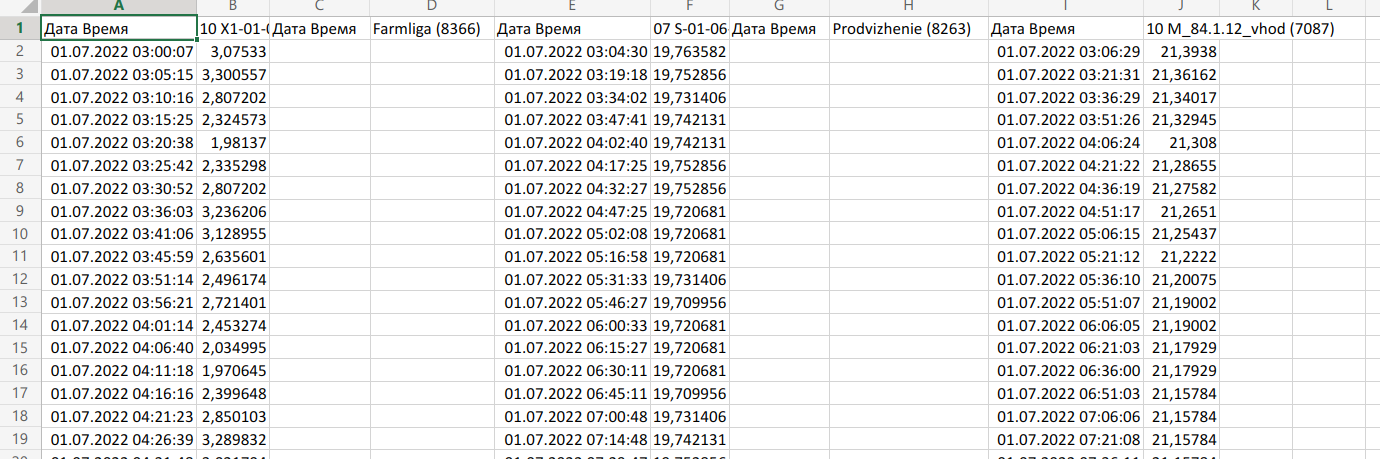 A B C D E F G H I J K L
1 Дата Время 10 X1-01-0 Дата Время Farmliga (8366) Дата Время 07 S-01-06 Дата Время Prodvizhenie (8263) Дата Время 10 M_84.1.12_vhod (7087)
2 01.07.2022 03:00:07 3,07533 01.07.2022 03:04:30 19,763582 01.07.2022 03:06:29 21,3938
3 01.07.2022 03:05:15 3,300557 01.07.2022 03:19:18 19,752856 01.07.2022 03:21:31 21,36162
4 01.07.2022 03:10:16 2,807202 01.07.2022 03:34:02 19,731406 01.07.2022 03:36:29 21,34017
5 01.07.2022 03:15:25 2,324573 01.07.2022 03:47:41 19,742131 01.07.2022 03:51:26 21,32945
6 01.07.2022 03:20:38 1,98137 01.07.2022 04:02:40 19,742131 01.07.2022 04:06:24 21,308
7 01.07.2022 03:25:42 2,335298 01.07.2022 04:17:25 19,752856 01.07.2022 04:21:22 21,28655
8 01.07.2022 03:30:52 2,807202 01.07.2022 04:32:27 19,752856 01.07.2022 04:36:19 21,27582
9 01.07.2022 03:36:03 3,236206 01.07.2022 04:47:25 19,720681 01.07.2022 04:51:17 21,2651
10 01.07.2022 03:41:06 3,128955 01.07.2022 05:02:08 19,720681 01.07.2022 05:06:15 21,25437
11 01.07.2022 03:45:59 2,635601 01.07.2022 05:16:58 19,720681 01.07.2022 05:21:12 21,2222
12 01.07.2022 03:51:14 2,496174 01.07.2022 05:31:33 19,731406 01.07.2022 05:36:10 21,20075
13 01.07.2022 03:56:21 2,721401 01.07.2022 05:46:27 19,709956 01.07.2022 05:51:07 21,19002
14 01.07.2022 04:01:14 2,453274 01.07.2022 06:00:33 19,720681 01.07.2022 06:06:05 21,19002
15 01.07.2022 04:06:40 2,034995 01.07.2022 06:15:27 19,720681 01.07.2022 06:21:03 21,17929
16 01.07.2022 04:11:18 1,970645 01.07.2022 06:30:11 19,720681 01.07.2022 06:36:00 21,17929
17 01.07.2022 04:16:16 2,399648 01.07.2022 06:45:11 19,709956 01.07.2022 06:51:03 21,15784
18 01.07.2022 04:21:23 2,850103 01.07.2022 07:00:48 19,731406 01.07.2022 07:06:06 21,15784
19 01.07.2022 04:26:39 3,289832 01.07.2022 07:14:48 19,742131 01.07.2022 07:21:08 21,15784